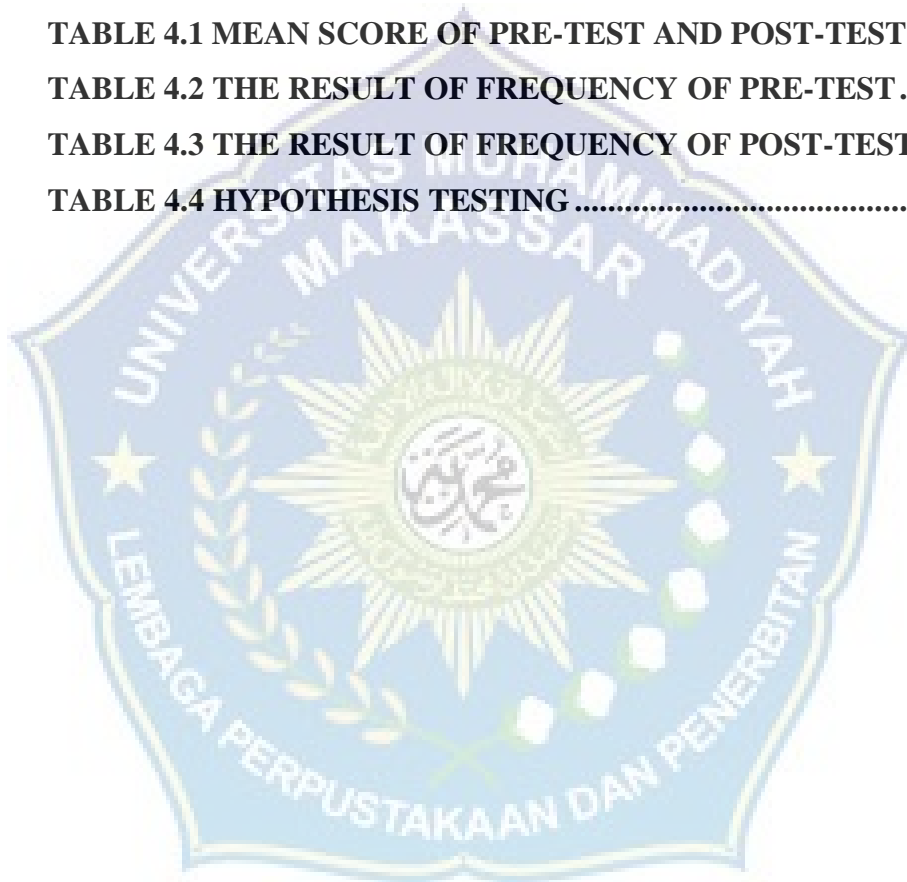 TABLE 4.1 MEAN SCORE OF PRE-TEST AND POST-TEST
TABLE 4.2 THE RESULT OF FREQUENCY OF PRE-TEST .
TABLE 4.3 THE RESULT OF FREQUENCY OF POST-TEST
TABLE 4.4 HYPOTHESIS TESTING ........................................
UNIVERSITAS MUHAMMADIYAH
MAKASSAR
محمدية
LEMBAGA PERPUSTAKAAN DAN PENERBITAN